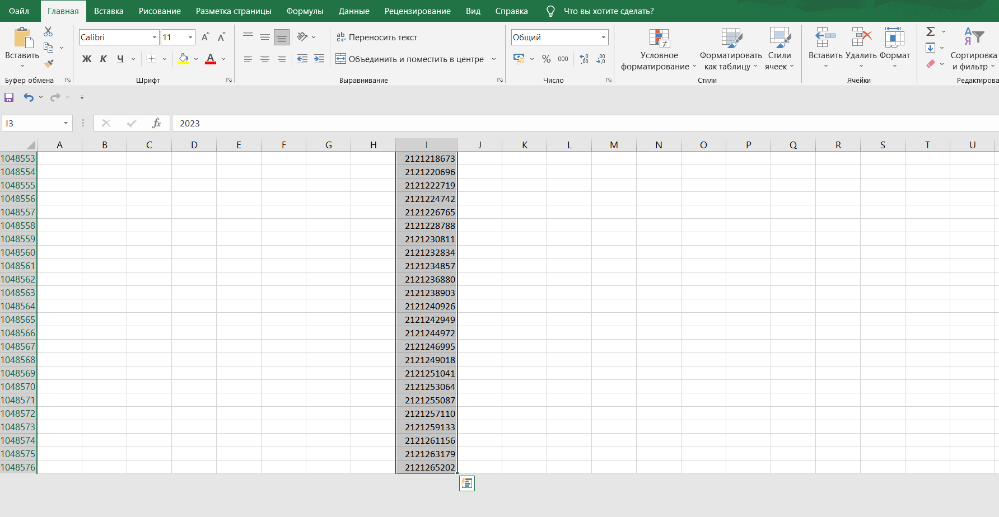 Файл Главная Вставка Рисование Разметка страницы Формулы Данные Рецензирование Вид Справка Что вы хотите сделать?
Вставить
Буфер обмена
Calibri 11
Ж К Ч А
Шрифт
Переносить текст
Объединить и поместить в центре
Выравнивание
Общий
% 000
Число
Условное форматирование
Форматировать как таблицу
Стили ячеек
Стили
Вставить Удалить Формат
Ячейки
Сортировка и фильтр
Редактирова
I3 fx 2023
A B C D E F G H I J K L M N O P Q R S T U
1048553 2121218673
1048554 2121220696
1048555 2121222719
1048556 2121224742
1048557 2121226765
1048558 2121228788
1048559 2121230811
1048560 2121232834
1048561 2121234857
1048562 2121236880
1048563 2121238903
1048564 2121240926
1048565 2121242949
1048566 2121244972
1048567 2121246995
1048568 2121249018
1048569 2121251041
1048570 2121253064
1048571 2121255087
1048572 2121257110
1048573 2121259133
1048574 2121261156
1048575 2121263179
1048576 2121265202